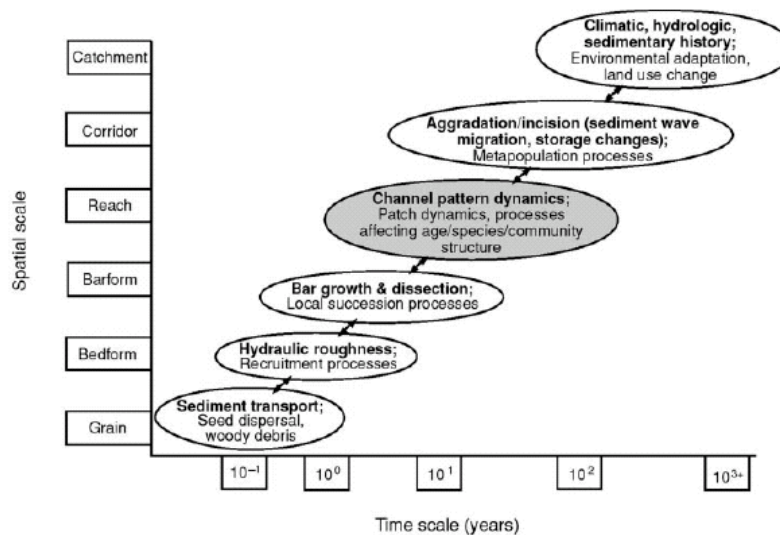 Climatic, hydrologic,
sedimentary history;
Environmental adaptation,
land use change
Aggradation/incision (sediment wave
migration, storage changes);
Metapopulation processes
Channel pattern dynamics;
Patch dynamics, processes
affecting age/species/community
structure
Bar growth & dissection;
Local succession processes
Hydraulic roughness;
Recruitment processes
Sediment transport;
Seed dispersal,
woody debris
Spatial scale
Catchment
Corridor
Reach
Barform
Bedform
Grain
10⁻¹
10⁰
10¹
10²
10³⁺
Time scale (years)